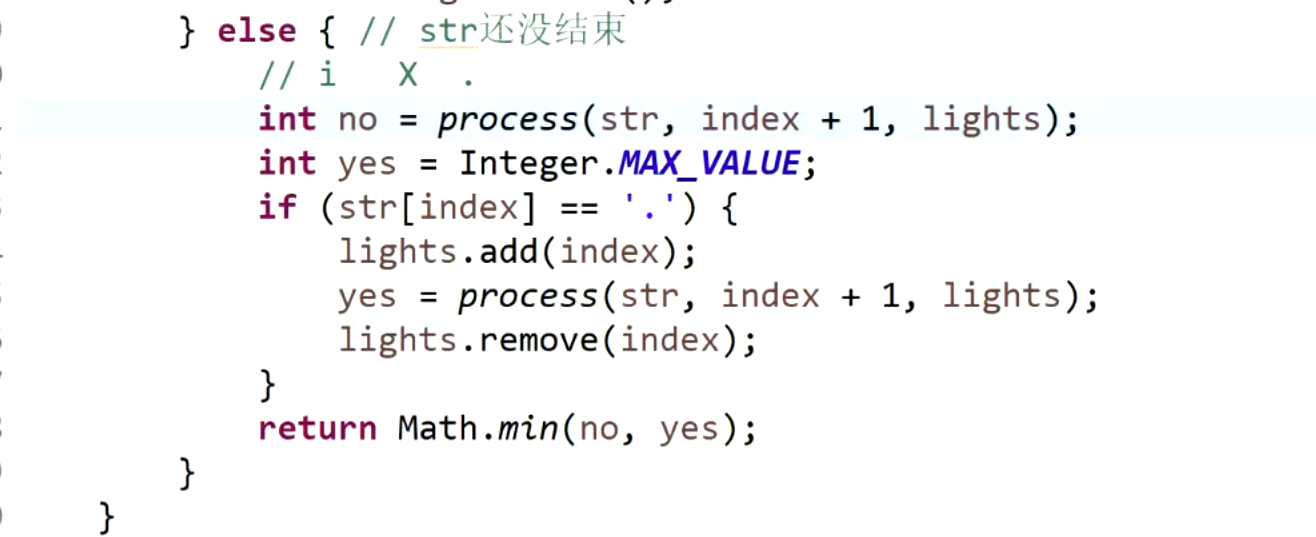 } else { // str还没结束
// i X .
int no = process(str, index + 1, lights);
int yes = Integer.MAX_VALUE;
if (str[index] == '.') {
lights.add(index);
yes = process(str, index + 1, lights);
lights.remove(index);
}
return Math.min(no, yes);
}
}